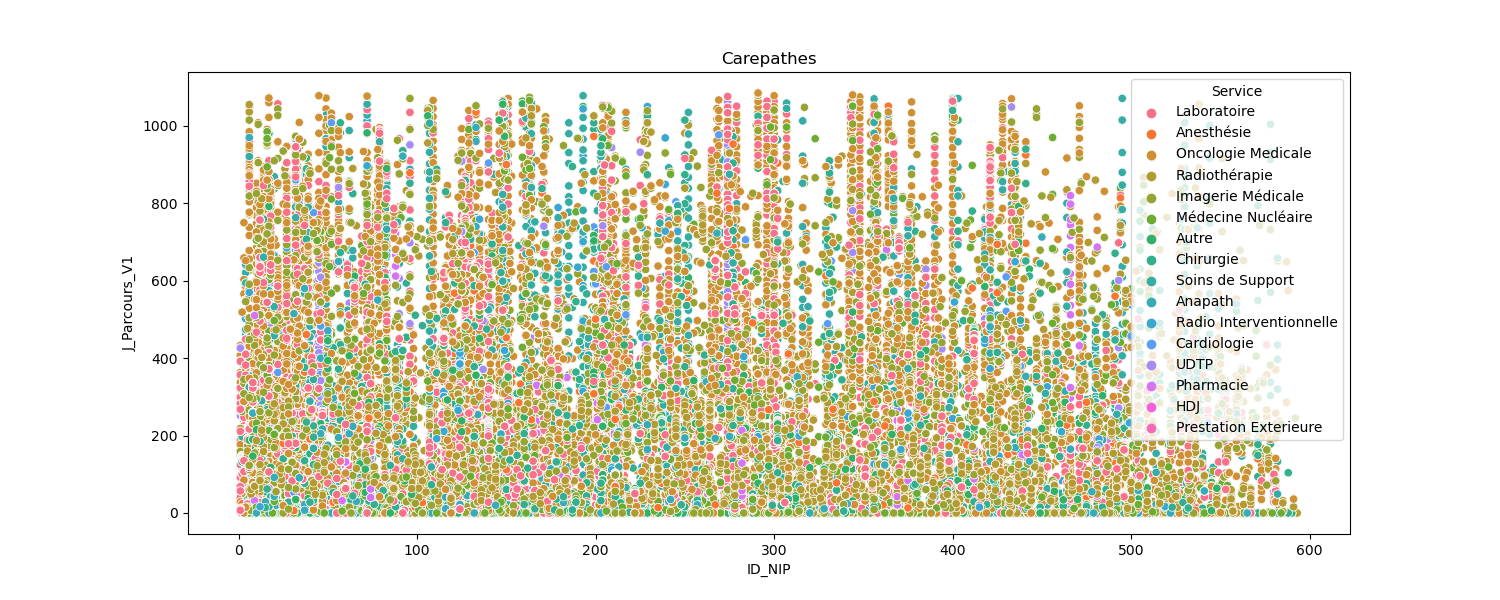 Carepathes
J_Parcours_V1
1000
800
600
400
200
0
0 100 200 300 400 500 600
ID_NIP
Service
Laboratoire
Anesthésie
Oncologie Medicale
Radiothérapie
Imagerie Médicale
Médecine Nucléaire
Autre
Chirurgie
Soins de Support
Anapath
Radio Interventionnelle
Cardiologie
UDTP
Pharmacie
HDJ
Prestation Exterieure